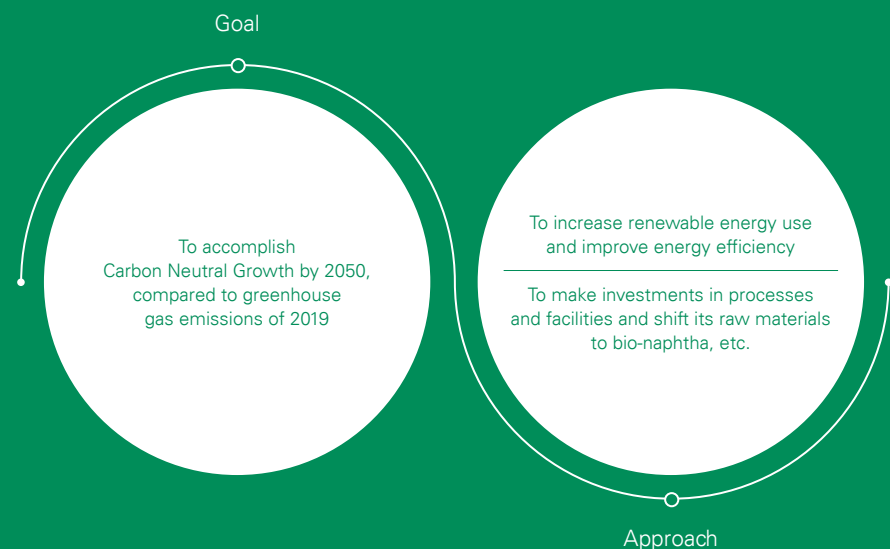 Goal
To accomplish
Carbon Neutral Growth by 2050,
compared to greenhouse
gas emissions of 2019
To increase renewable energy use
and improve energy efficiency
To make investments in processes
and facilities and shift its raw materials
to bio-naphtha, etc.
Approach